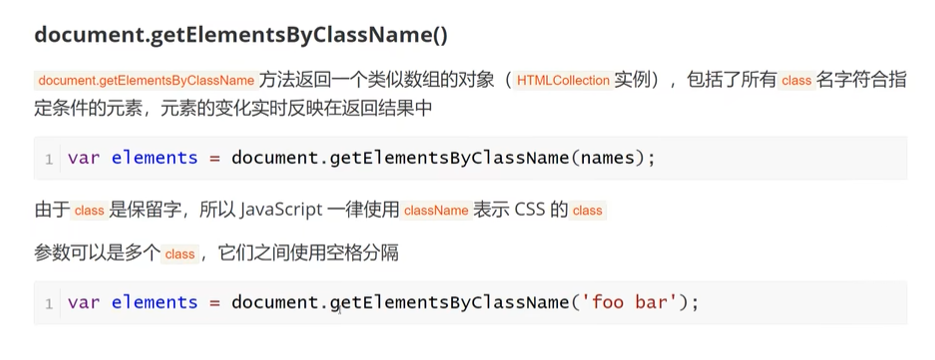 document.getElementsByClassName()
document.getElementsByClassName 方法返回一个类似数组的对象（ HTMLCollection 实例），包括了所有 class 名字符合指
定条件的元素，元素的变化实时反映在返回结果中
1 var elements = document.getElementsByClassName(names);
由于 class 是保留字，所以 JavaScript 一律使用 className 表示 CSS 的 class
参数可以是多个 class ，它们之间使用空格分隔
1 var elements = document.getElementsByClassName('foo bar');